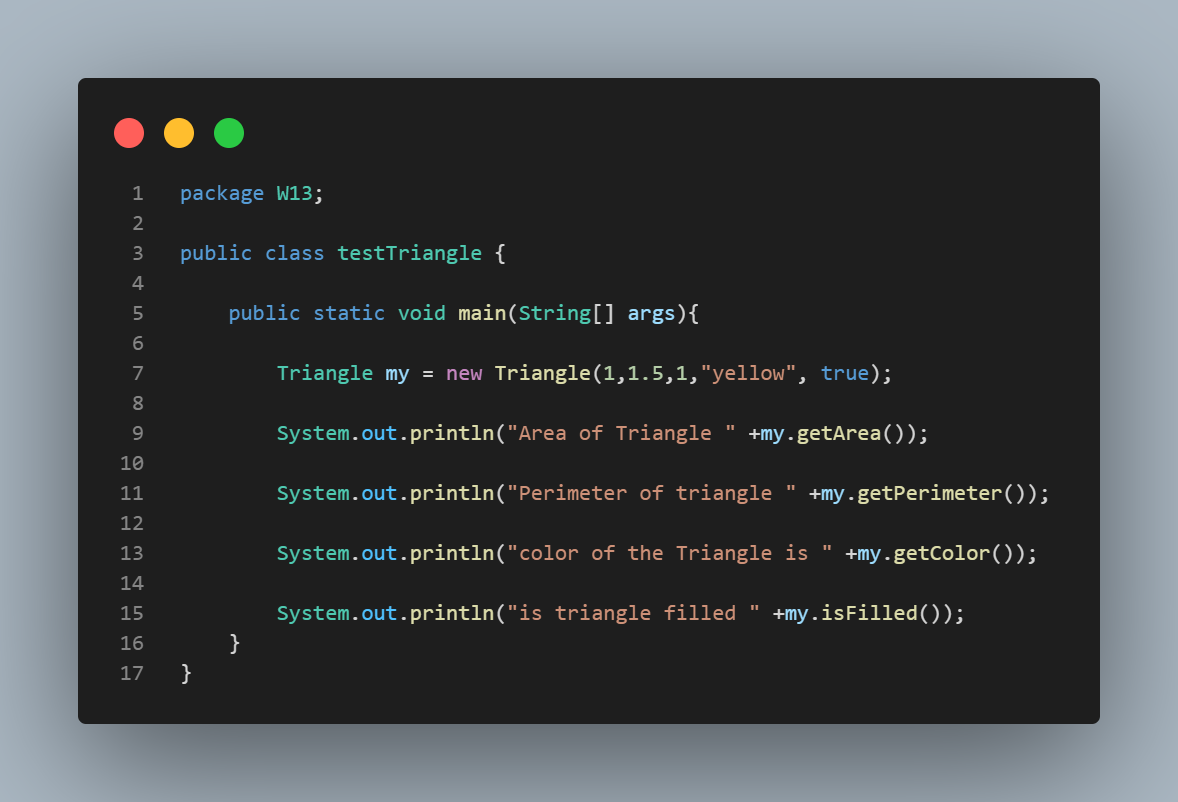 1 package W13;
2
3 public class testTriangle {
4
5     public static void main(String[] args){
6
7         Triangle my = new Triangle(1,1.5,1,"yellow", true);
8
9         System.out.println("Area of Triangle " +my.getArea());
10
11         System.out.println("Perimeter of triangle " +my.getPerimeter());
12
13         System.out.println("color of the Triangle is " +my.getColor());
14
15         System.out.println("is triangle filled " +my.isFilled());
16     }
17 }